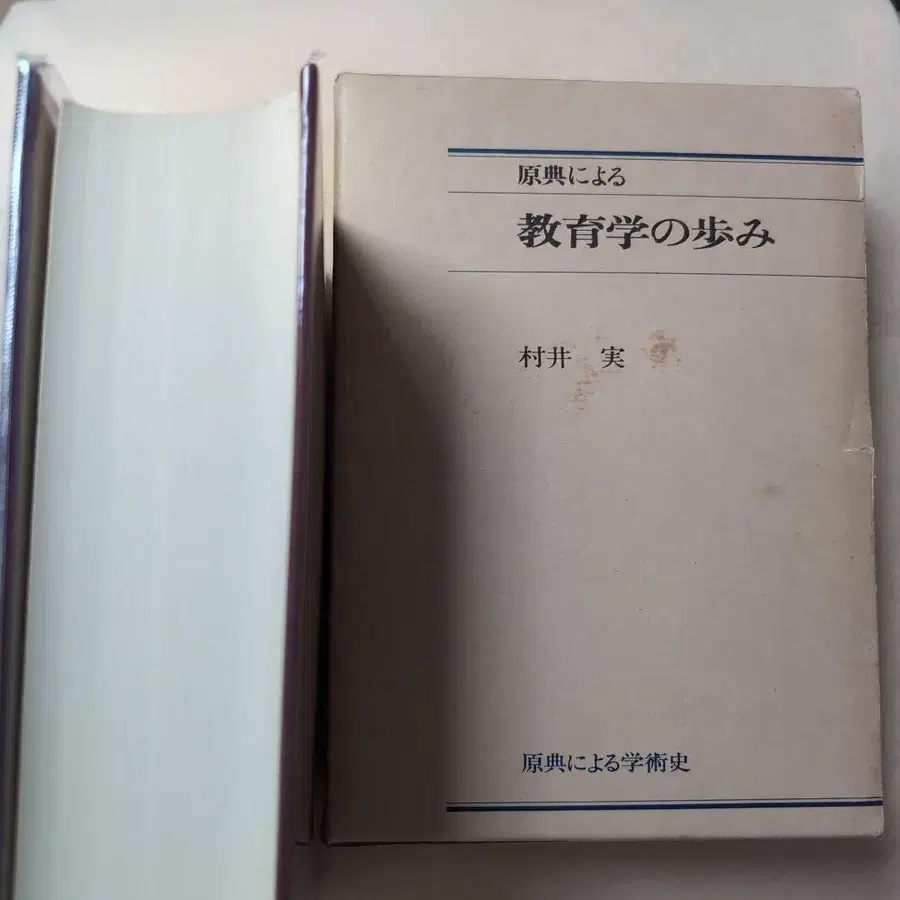 原典による
教育学の歩み
村井 実
原典による学術史